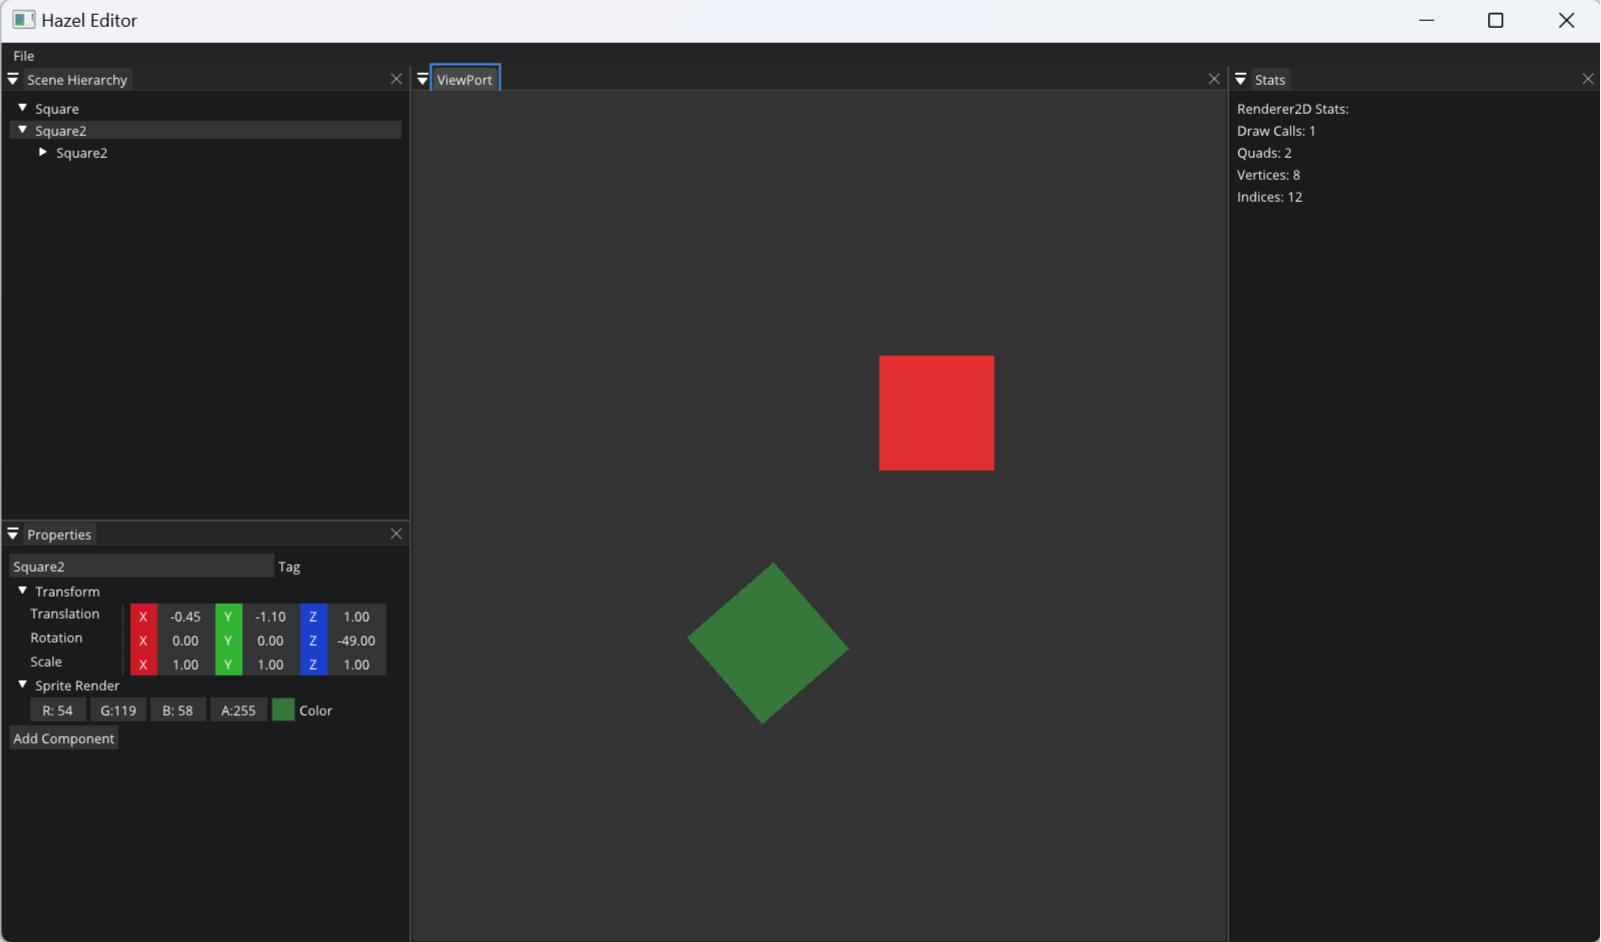 Hazel Editor
File
Scene Hierarchy
Square
Square2
Square2
Properties
Square2 Tag
Transform
Translation X -0.45 Y -1.10 Z 1.00
Rotation X 0.00 Y 0.00 Z -49.00
Scale X 1.00 Y 1.00 Z 1.00
Sprite Render
R: 54 G:119 B: 58 A:255 Color
Add Component
ViewPort
Stats
Renderer2D Stats:
Draw Calls: 1
Quads: 2
Vertices: 8
Indices: 12